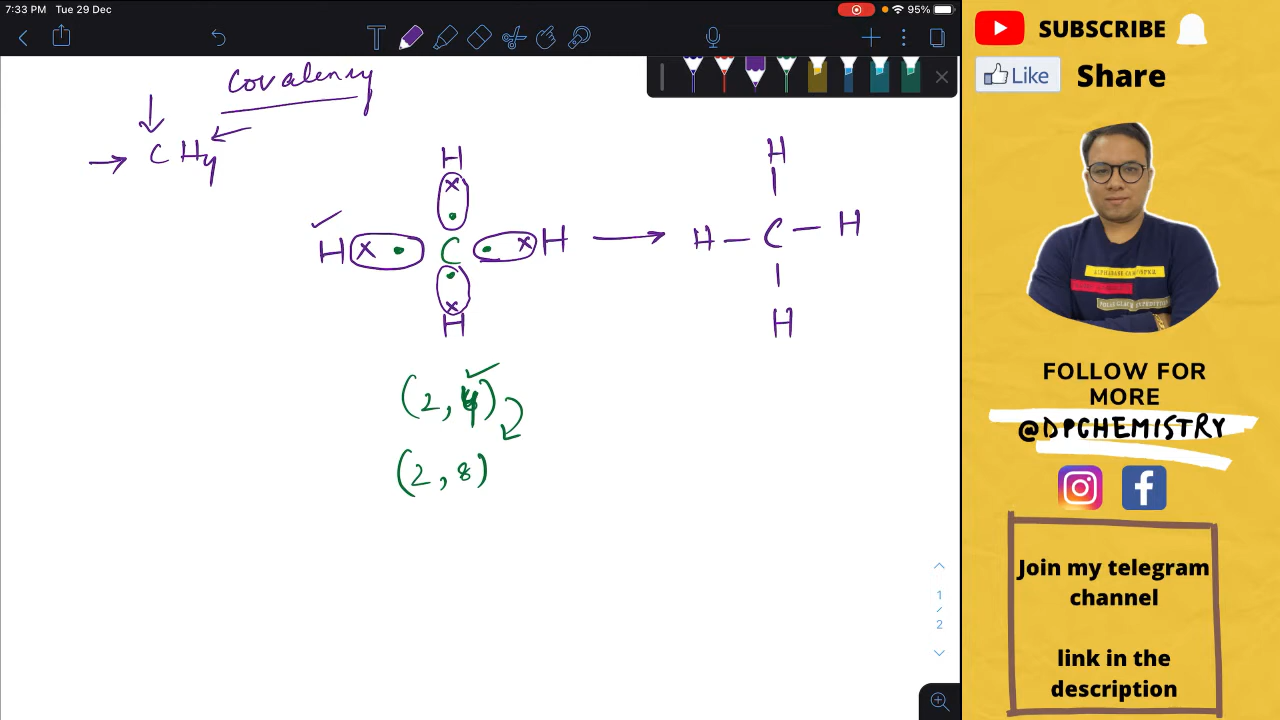 7:33 PM Tue 29 Dec
95%
Covalency
CH4
H
x
H x • C • x H
x
H
(2, 4)
(2, 8)
H
H – C – H
H
1
/
2
SUBSCRIBE
Like Share
FOLLOW FOR
MORE
@DPCHEMISTRY
Join my telegram
channel
link in the
description